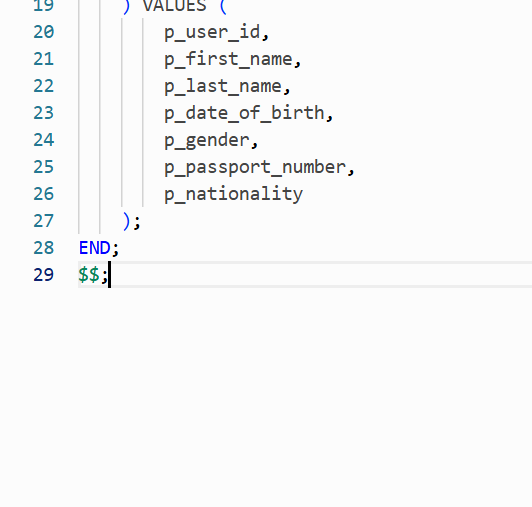 19 ) VALUES (
20 p_user_id,
21 p_first_name,
22 p_last_name,
23 p_date_of_birth,
24 p_gender,
25 p_passport_number,
26 p_nationality
27 );
28 END;
29 $$;